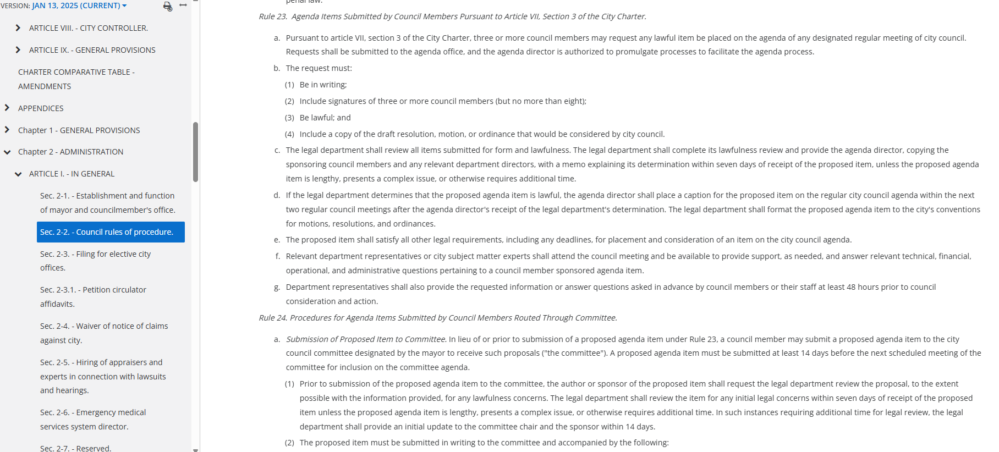 VERSION: JAN 13, 2025 (CURRENT)
ARTICLE VIII. - CITY CONTROLLER.
ARTICLE IX. - GENERAL PROVISIONS
CHARTER COMPARATIVE TABLE -
AMENDMENTS
APPENDICES
Chapter 1 - GENERAL PROVISIONS
Chapter 2 - ADMINISTRATION
ARTICLE I. - IN GENERAL
Sec. 2-1. - Establishment and function
of mayor and councilmember's office.
Sec. 2-2. - Council rules of procedure.
Sec. 2-3. - Filing for elective city
offices.
Sec. 2-3.1. - Petition circulator
affidavits.
Sec. 2-4. - Waiver of notice of claims
against city.
Sec. 2-5. - Hiring of appraisers and
experts in connection with lawsuits
and hearings.
Sec. 2-6. - Emergency medical
services system director.
Sec. 2-7. - Reserved.
penal law.
Rule 23. Agenda Items Submitted by Council Members Pursuant to Article VII, Section 3 of the City Charter.
a. Pursuant to article VII, section 3 of the City Charter, three or more council members may request any lawful item be placed on the agenda of any designated regular meeting of city council.
Requests shall be submitted to the agenda office, and the agenda director is authorized to promulgate processes to facilitate the agenda process.
b. The request must:
(1) Be in writing;
(2) Include signatures of three or more council members (but no more than eight);
(3) Be lawful; and
(4) Include a copy of the draft resolution, motion, or ordinance that would be considered by city council.
c. The legal department shall review all items submitted for form and lawfulness. The legal department shall complete its lawfulness review and provide the agenda director, copying the
sponsoring council members and any relevant department directors, with a memo explaining its determination within seven days of receipt of the proposed item, unless the proposed agenda
item is lengthy, presents a complex issue, or otherwise requires additional time.
d. If the legal department determines that the proposed agenda item is lawful, the agenda director shall place a caption for the proposed item on the regular city council agenda within the next
two regular council meetings after the agenda director's receipt of the legal department's determination. The legal department shall format the proposed agenda item to the city's conventions
for motions, resolutions, and ordinances.
e. The proposed item shall satisfy all other legal requirements, including any deadlines, for placement and consideration of an item on the city council agenda.
f. Relevant department representatives or city subject matter experts shall attend the council meeting and be available to provide support, as needed, and answer relevant technical, financial,
operational, and administrative questions pertaining to a council member sponsored agenda item.
g. Department representatives shall also provide the requested information or answer questions asked in advance by council members or their staff at least 48 hours prior to council
consideration and action.
Rule 24. Procedures for Agenda Items Submitted by Council Members Routed Through Committee.
a. Submission of Proposed Item to Committee. In lieu of or prior to submission of a proposed agenda item under Rule 23, a council member may submit a proposed agenda item to the city
council committee designated by the mayor to receive such proposals ("the committee"). A proposed agenda item must be submitted at least 14 days before the next scheduled meeting of the
committee for inclusion on the committee agenda.
(1) Prior to submission of the proposed agenda item to the committee, the author or sponsor of the proposed item shall request the legal department review the proposal, to the extent
possible with the information provided, for any lawfulness concerns. The legal department shall review the item for any initial legal concerns within seven days of receipt of the proposed
item unless the proposed agenda item is lengthy, presents a complex issue, or otherwise requires additional time. In such instances requiring additional time for legal review, the legal
department shall provide an initial update to the committee chair and the sponsor within 14 days.
(2) The proposed item must be submitted in writing to the committee and accompanied by the following: